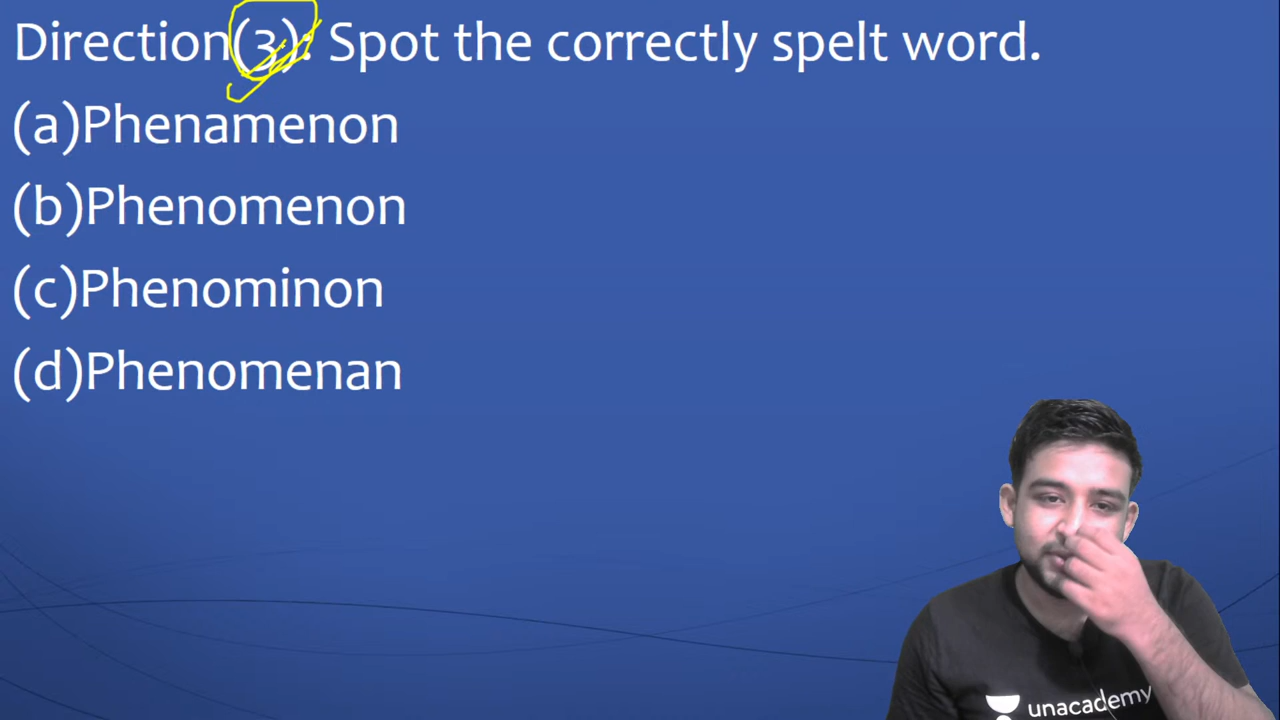 Direction(3): Spot the correctly spelt word.
(a)Phenamenon
(b)Phenomenon
(c)Phenominon
(d)Phenomenan
unacademy